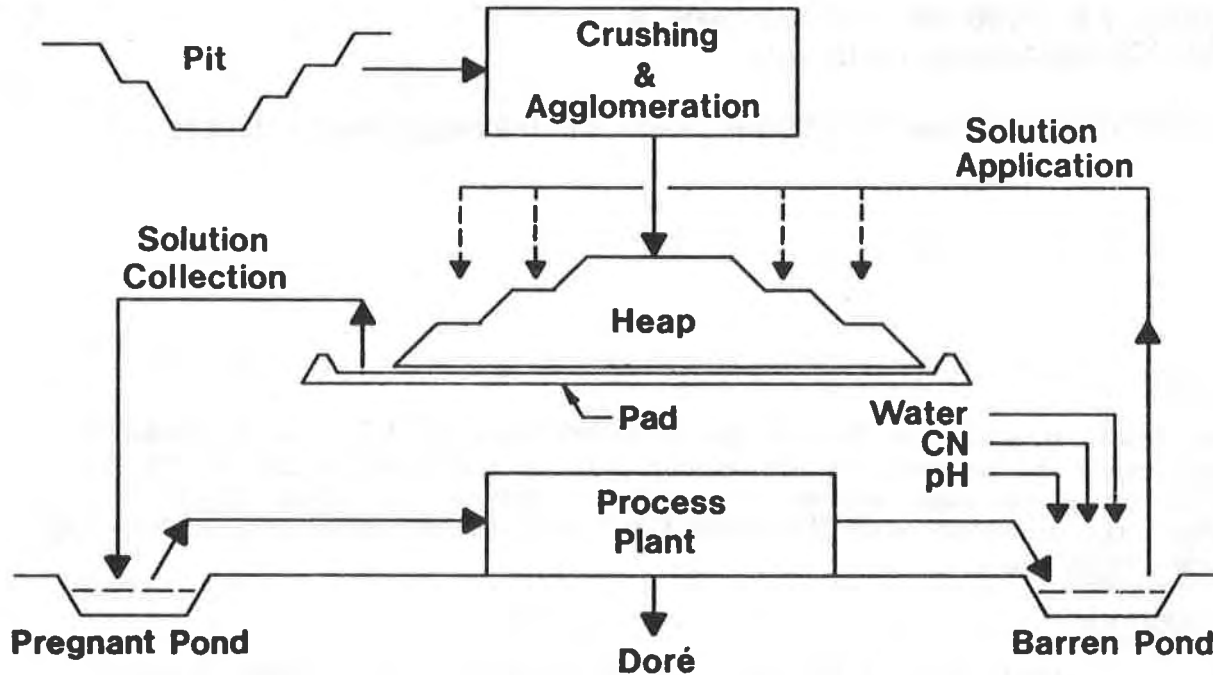 Pit
Crushing
&
Agglomeration
Solution
Application
Solution
Collection
Heap
Pad
Water
CN
pH
Process
Plant
Pregnant Pond
Doré
Barren Pond